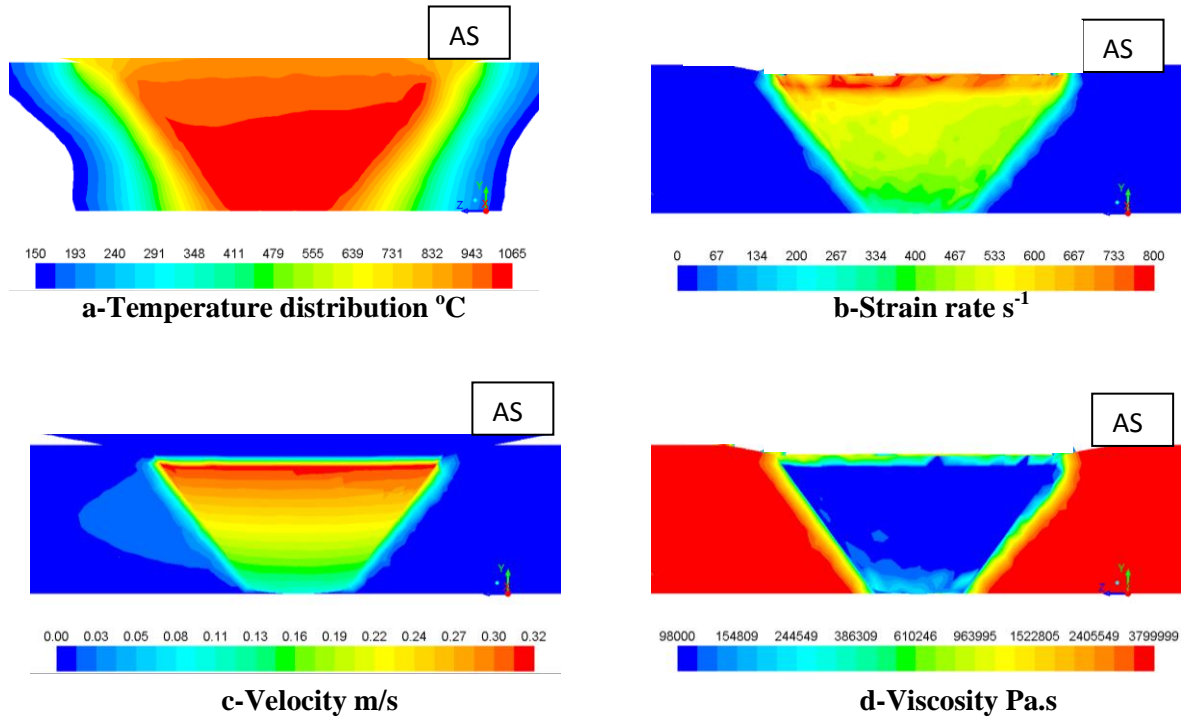 AS
AS
150 193 240 291 348 411 479 555 639 731 832 943 1065
0 67 134 200 267 334 400 467 533 600 667 733 800
a-Temperature distribution ºC
b-Strain rate s⁻¹
AS
AS
Y
Z
X
Y
Z
Y
Z
Y
Z
0.00 0.03 0.05 0.08 0.11 0.13 0.16 0.19 0.22 0.24 0.27 0.30 0.32
98000 154809 244549 386309 610246 963995 1522805 2405549 3799999
c-Velocity m/s
d-Viscosity Pa.s